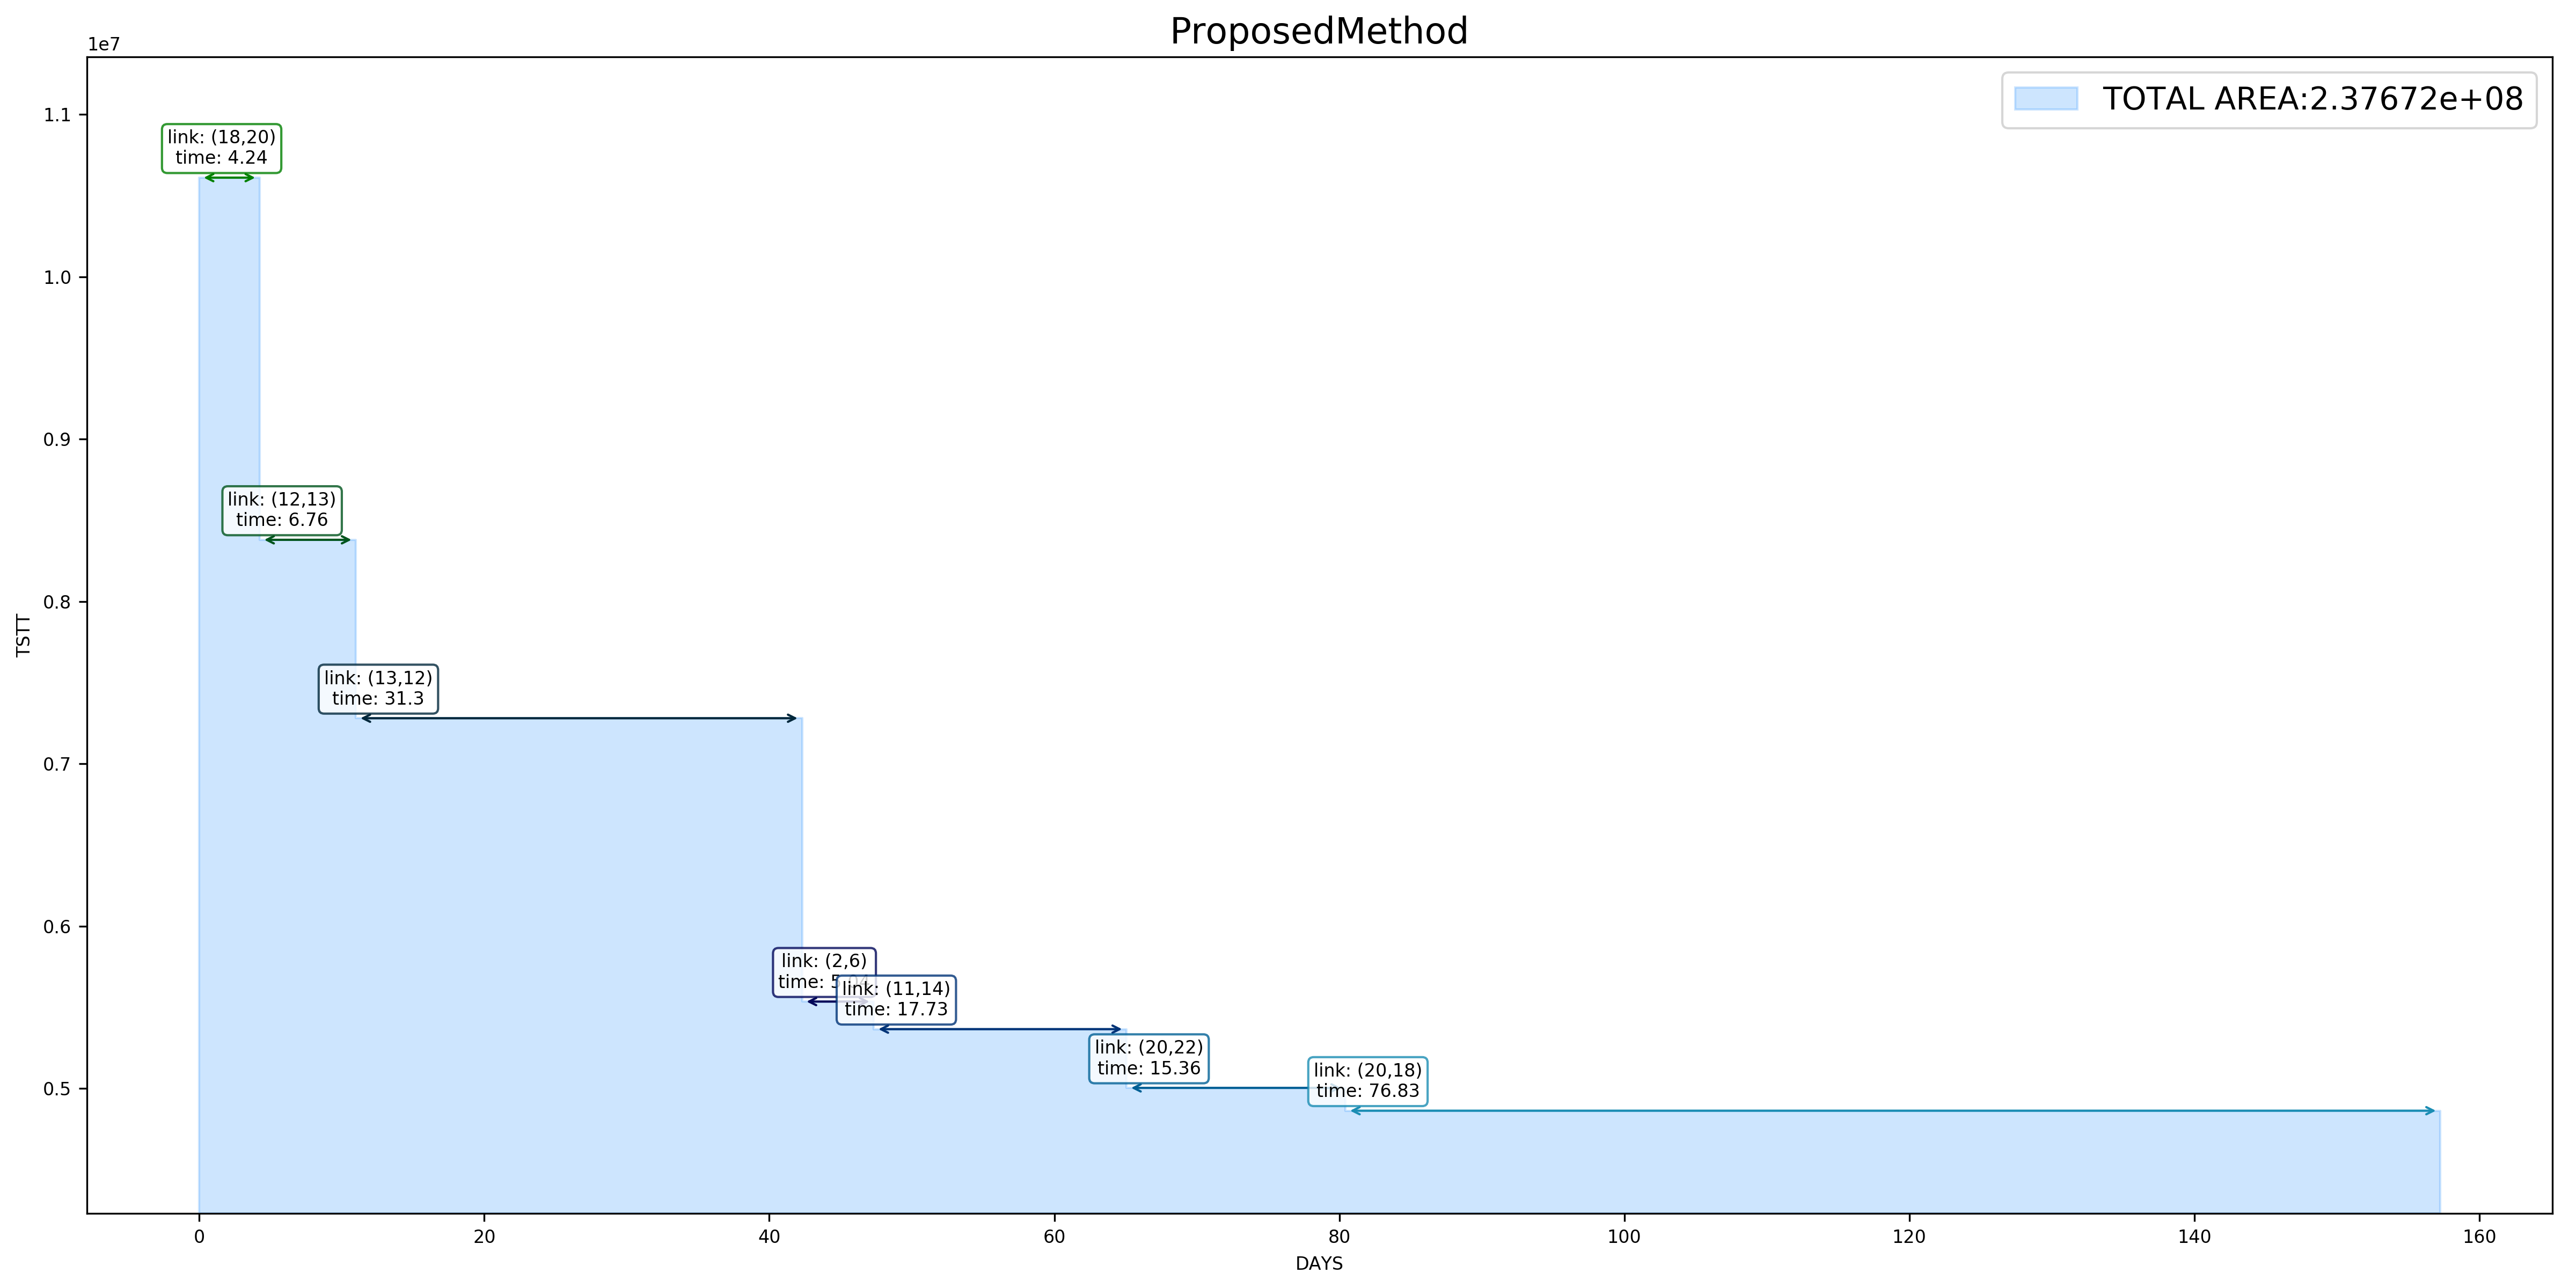 ProposedMethod
1e7
TOTAL AREA:2.37672e+08
1.1
1.0
0.9
0.8
0.7
0.6
0.5
TSTT
link: (18,20)
time: 4.24
link: (12,13)
time: 6.76
link: (13,12)
time: 31.3
link: (2,6)
time:
link: (11,14)
time: 17.73
link: (20,22)
time: 15.36
link: (20,18)
time: 76.83
0
20
40
60
80
100
120
140
160
DAYS